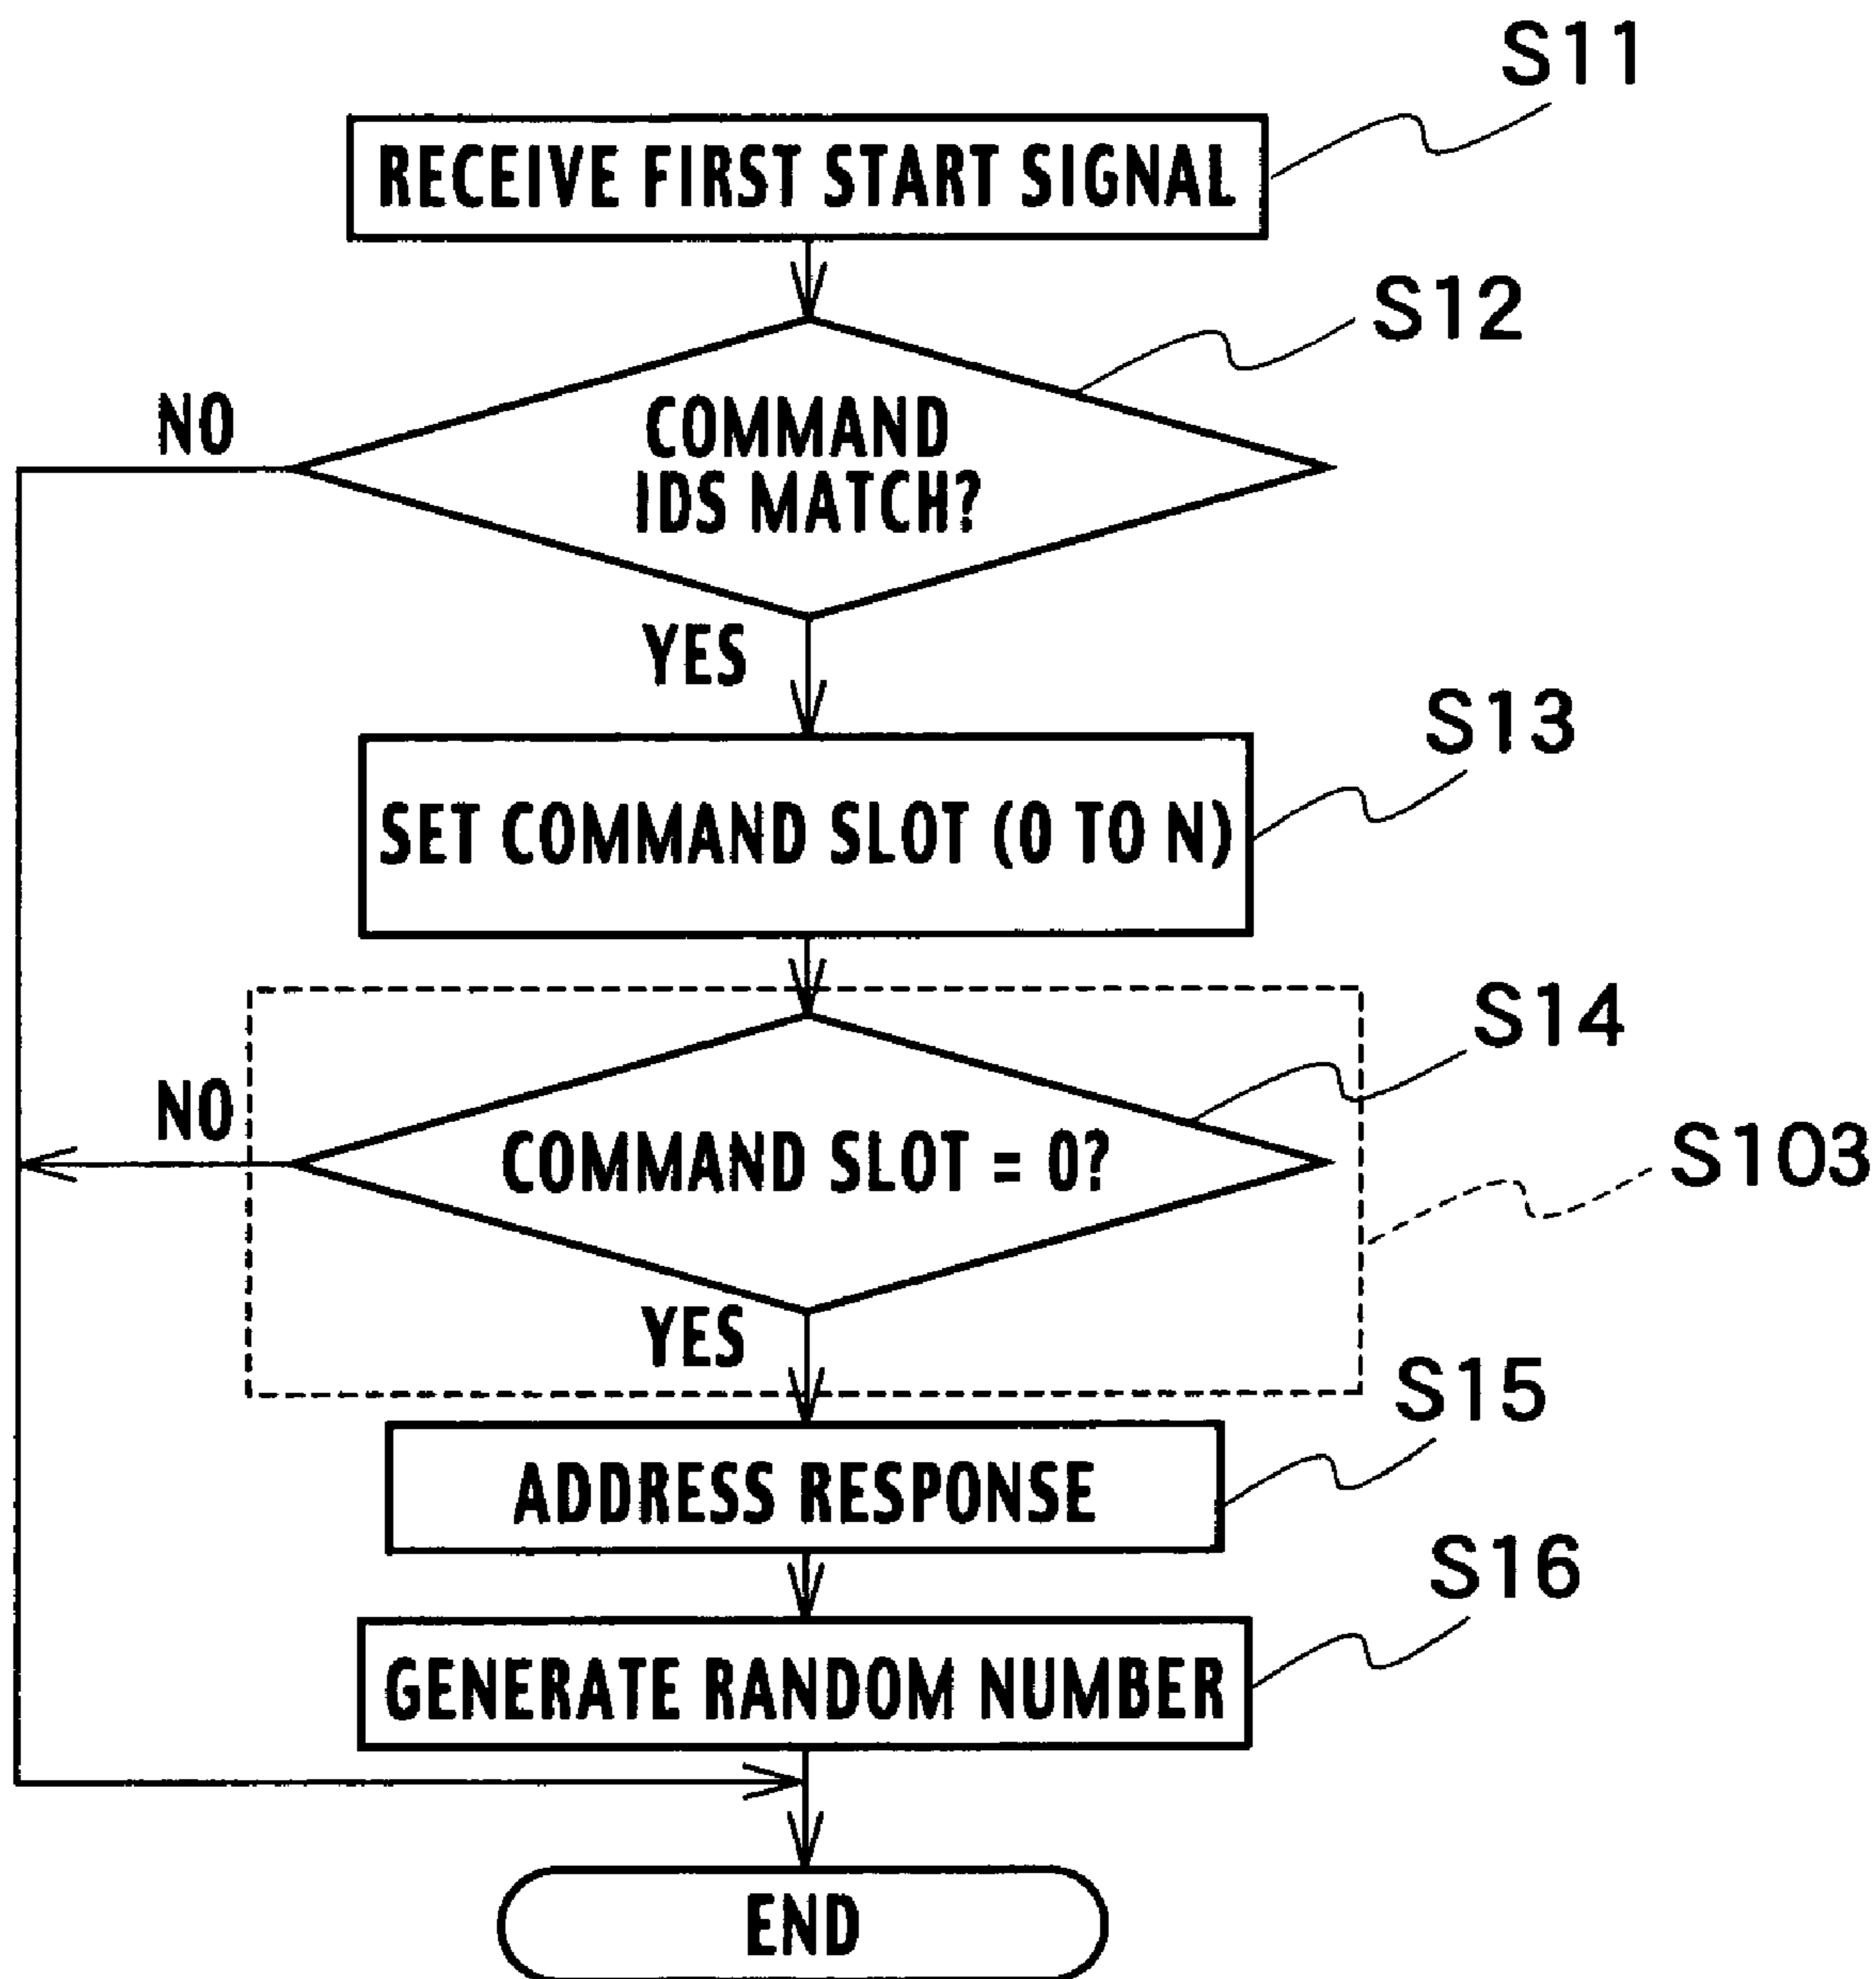 S11
RECEIVE FIRST START SIGNAL
S12
NO
COMMAND
IDS MATCH?
YES
S13
SET COMMAND SLOT (0 TO N)
S14
NO
COMMAND SLOT = 0?
S103
YES
S15
ADDRESS RESPONSE
S16
GENERATE RANDOM NUMBER
END